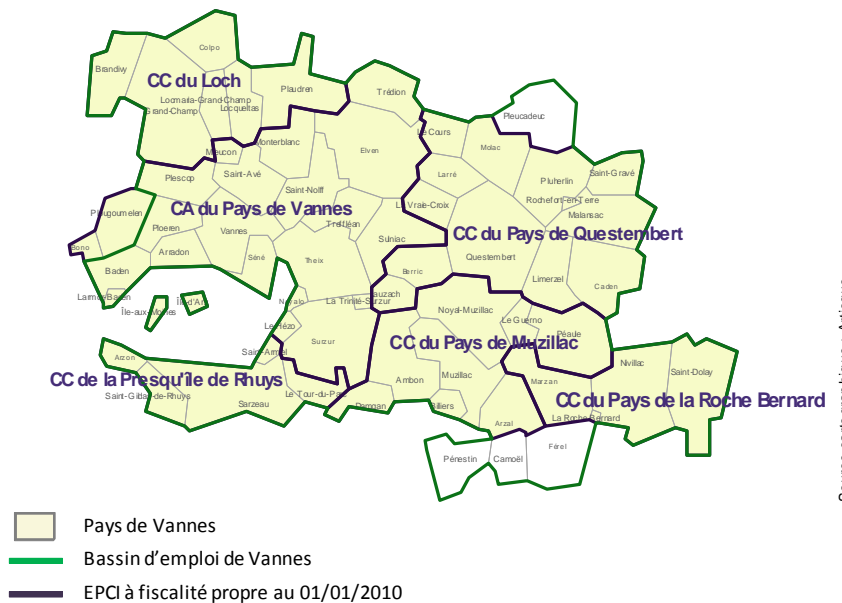 Colpo
Brandivy
CC du Loch
Plaudren
Trédion
Locmaria-Grand-Champ
Grand-Champ
Locqueltas
Pleucadeuc
Le Cours
Monterblanc
Meucon
Elven
Molac
Plescop
Saint-Avé
Larré
Pluherlin
Saint-Gravé
Saint-Nolff
Rochefort-En-Terre
La Vraie-Croix
CA du Pays de Vannes
Malansac
Plougoumelen
Ploeren
Vannes
Treffléan
Sulniac
CC du Pays de Questembert
Bono
Arradon
Séné
Theix
Questembert
Baden
Berric
Limerzel
Caden
Larmor-Baden
Île-aux-Moines
Île-d'Arz
Noyalo
La Trinité-Surzur
Lauzach
Noyal-Muzillac
Le Guerno
Le Hézo
Surzur
Péaule
CC du Pays de Muzillac
Saint-Armel
Arzon
Nivillac
Saint-Dolay
CC de la Presqu'île de Rhuys
Saint-Gildas-de-Rhuys
Sarzeau
Le Tour-du-Parc
Ambon
Muzillac
Marzan
CC du Pays de la Roche Bernard
Damgan
Billiers
Arzal
La Roche Bernard
Pénestin
Camoël
Férel
Pays de Vannes
Bassin d'emploi de Vannes
EPCI à fiscalité propre au 01/01/2010